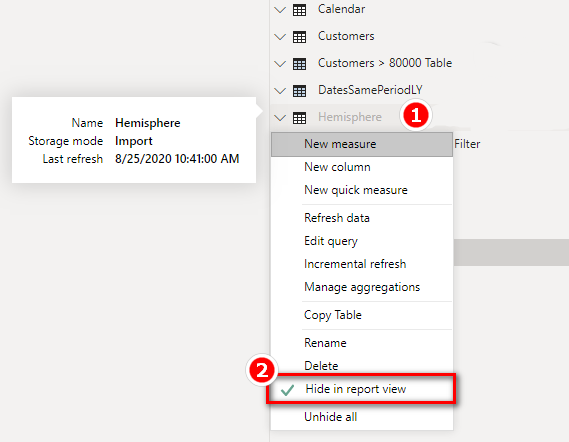 Calendar
Customers
Customers > 80000 Table
DatesSamePeriodLY
Hemisphere
1
Name Hemisphere
Storage mode Import
Last refresh 8/25/2020 10:41:00 AM
New measure
Filter
New column
New quick measure
Refresh data
Edit query
Incremental refresh
Manage aggregations
Copy Table
Rename
Delete
2
Hide in report view
Unhide all